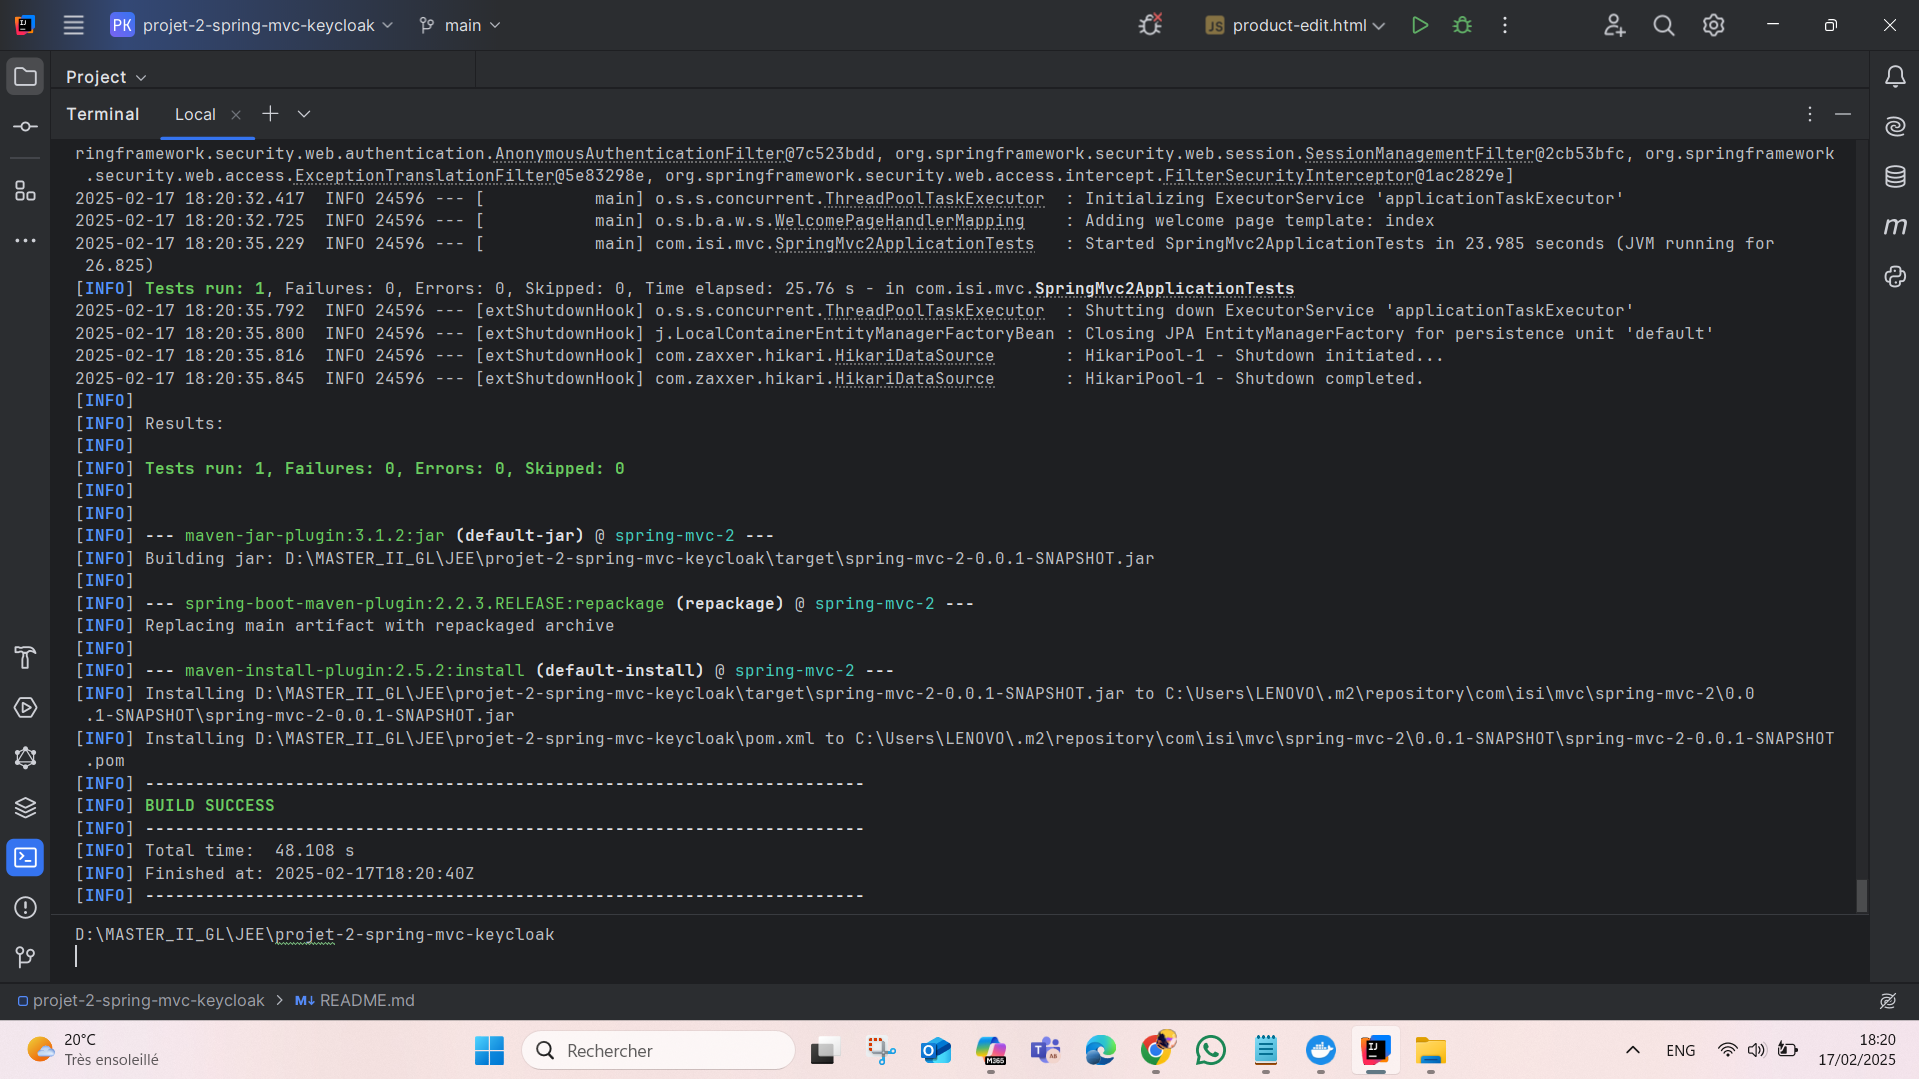 PK projet-2-spring-mvc-keycloak main JS product-edit.html
Project
Terminal Local
ringframework.security.web.authentication.AnonymousAuthenticationFilter@7c523bdd, org.springframework.security.web.session.SessionManagementFilter@2cb53bfc, org.springframework
.security.web.access.ExceptionTranslationFilter@5e83298e, org.springframework.security.web.access.intercept.FilterSecurityInterceptor@1ac2829e]
2025-02-17 18:20:32.417  INFO 24596 --- [           main] o.s.s.concurrent.ThreadPoolTaskExecutor  : Initializing ExecutorService 'applicationTaskExecutor'
2025-02-17 18:20:32.725  INFO 24596 --- [           main] o.s.b.a.w.s.WelcomePageHandlerMapping    : Adding welcome page template: index
2025-02-17 18:20:35.229  INFO 24596 --- [           main] com.isi.mvc.SpringMvc2ApplicationTests   : Started SpringMvc2ApplicationTests in 23.985 seconds (JVM running for
26.825)
[INFO] Tests run: 1, Failures: 0, Errors: 0, Skipped: 0, Time elapsed: 25.76 s - in com.isi.mvc.SpringMvc2ApplicationTests
2025-02-17 18:20:35.792  INFO 24596 --- [extShutdownHook] o.s.s.concurrent.ThreadPoolTaskExecutor  : Shutting down ExecutorService 'applicationTaskExecutor'
2025-02-17 18:20:35.800  INFO 24596 --- [extShutdownHook] j.LocalContainerEntityManagerFactoryBean : Closing JPA EntityManagerFactory for persistence unit 'default'
2025-02-17 18:20:35.816  INFO 24596 --- [extShutdownHook] com.zaxxer.hikari.HikariDataSource       : HikariPool-1 - Shutdown initiated...
2025-02-17 18:20:35.845  INFO 24596 --- [extShutdownHook] com.zaxxer.hikari.HikariDataSource       : HikariPool-1 - Shutdown completed.
[INFO]
[INFO] Results:
[INFO]
[INFO] Tests run: 1, Failures: 0, Errors: 0, Skipped: 0
[INFO]
[INFO]
[INFO] --- maven-jar-plugin:3.1.2:jar (default-jar) @ spring-mvc-2 ---
[INFO] Building jar: D:\MASTER_II_GL\JEE\projet-2-spring-mvc-keycloak\target\spring-mvc-2-0.0.1-SNAPSHOT.jar
[INFO]
[INFO] --- spring-boot-maven-plugin:2.2.3.RELEASE:repackage (repackage) @ spring-mvc-2 ---
[INFO] Replacing main artifact with repackaged archive
[INFO]
[INFO] --- maven-install-plugin:2.5.2:install (default-install) @ spring-mvc-2 ---
[INFO] Installing D:\MASTER_II_GL\JEE\projet-2-spring-mvc-keycloak\target\spring-mvc-2-0.0.1-SNAPSHOT.jar to C:\Users\LENOVO\.m2\repository\com\isi\mvc\spring-mvc-2\0.0
.1-SNAPSHOT\spring-mvc-2-0.0.1-SNAPSHOT.jar
[INFO] Installing D:\MASTER_II_GL\JEE\projet-2-spring-mvc-keycloak\pom.xml to C:\Users\LENOVO\.m2\repository\com\isi\mvc\spring-mvc-2\0.0.1-SNAPSHOT\spring-mvc-2-0.0.1-SNAPSHOT
.pom
[INFO] ------------------------------------------------------------------------
[INFO] BUILD SUCCESS
[INFO] ------------------------------------------------------------------------
[INFO] Total time:  48.108 s
[INFO] Finished at: 2025-02-17T18:20:40Z
[INFO] ------------------------------------------------------------------------
D:\MASTER_II_GL\JEE\projet-2-spring-mvc-keycloak
projet-2-spring-mvc-keycloak > M↓ README.md
20°C
Très ensoleillé
Rechercher
ENG
18:20
17/02/2025